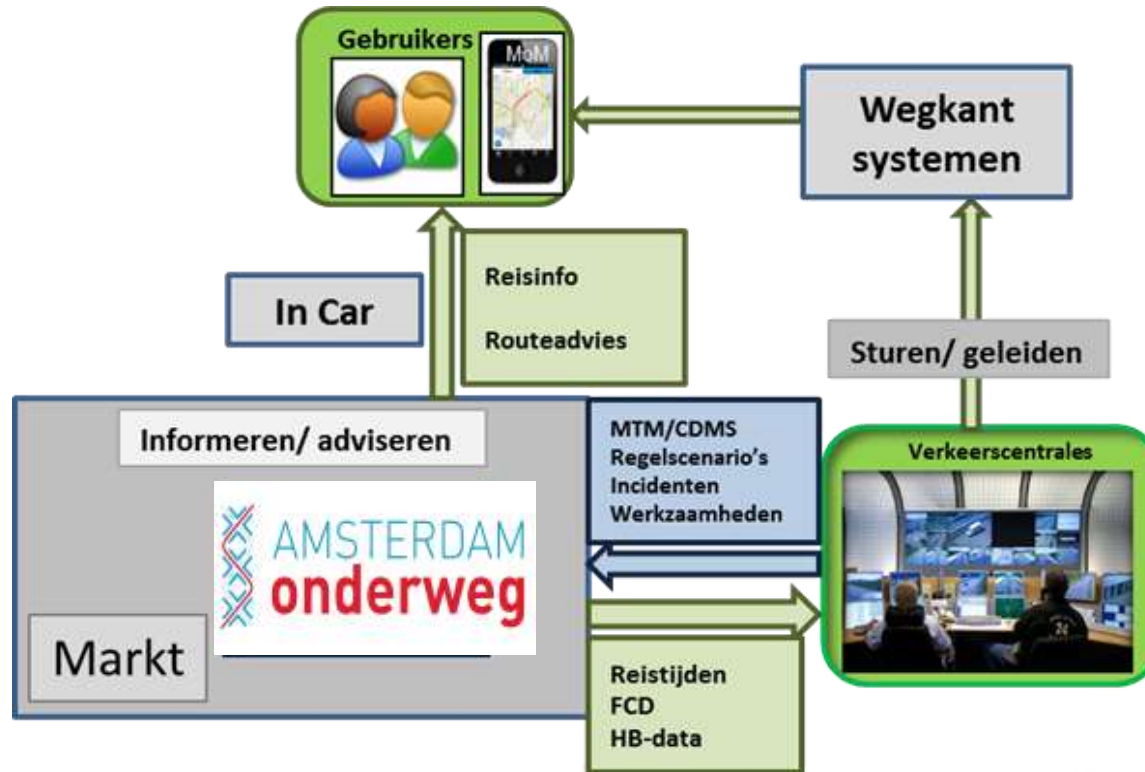 Gebruikers
MoM
Wegkant
systemen
Reisinfo
Routeadvies
In Car
Sturen/ geleiden
Informeren/ adviseren
MTM/CDMS
Regelscenario's
Incidenten
Werkzaamheden
Verkeerscentrales
AMSTERDAM
onderweg
Markt
Reistijden
FCD
HB-data
24